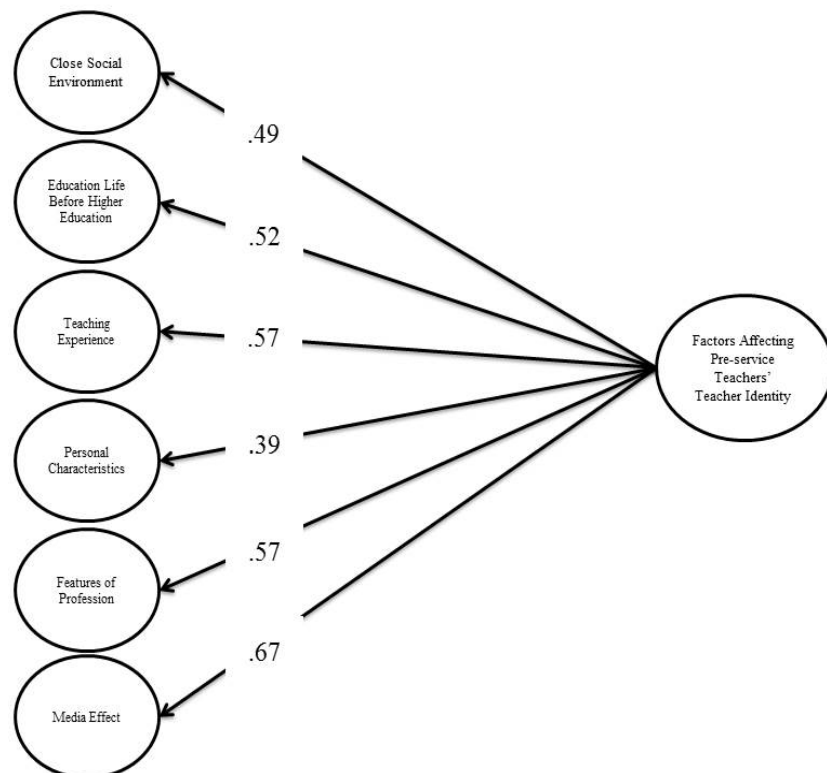 Close Social
Environment
.49
Education Life
Before Higher
Education
.52
Teaching
Experience
.57
Factors Affecting
Pre-service
Teachers’
Teacher Identity
Personal
Characteristics
.39
Features of
Profession
.57
Media Effect
.67